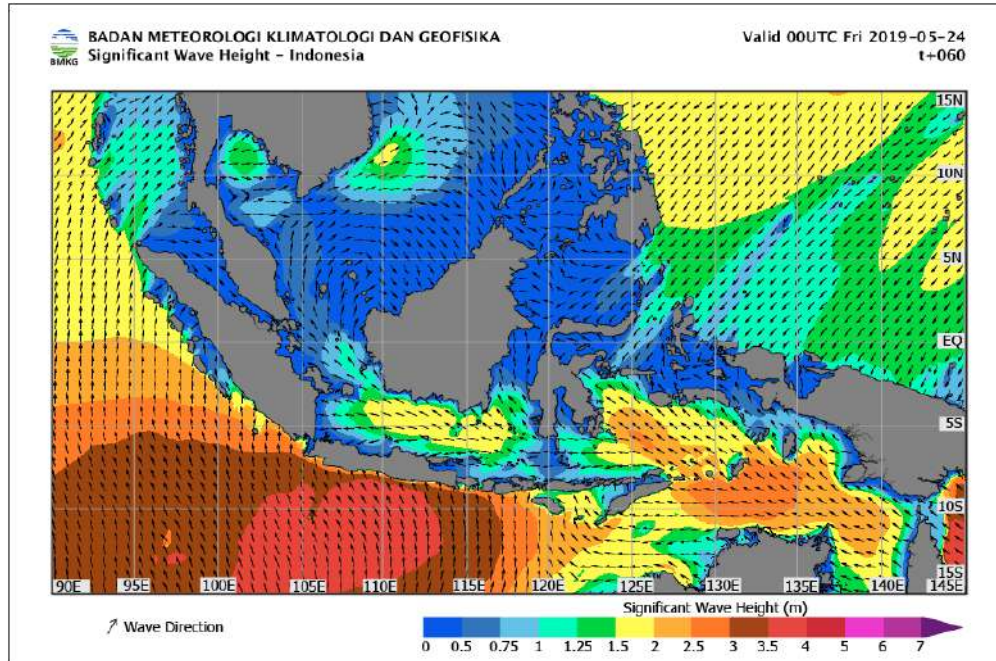 BADAN METEOROLOGI KLIMATOLOGI DAN GEOFISIKA
Significant Wave Height - Indonesia
BMKG
Valid 00UTC Fri 2019-05-24
t+060
15N
10N
5N
EQ
5S
10S
15S
90E 95E 100E 105E 110E 115E 120E 125E 130E 135E 140E 145E
Wave Direction
Significant Wave Height (m)
0 0.5 0.75 1 1.25 1.5 2 2.5 3 3.5 4 5 6 7